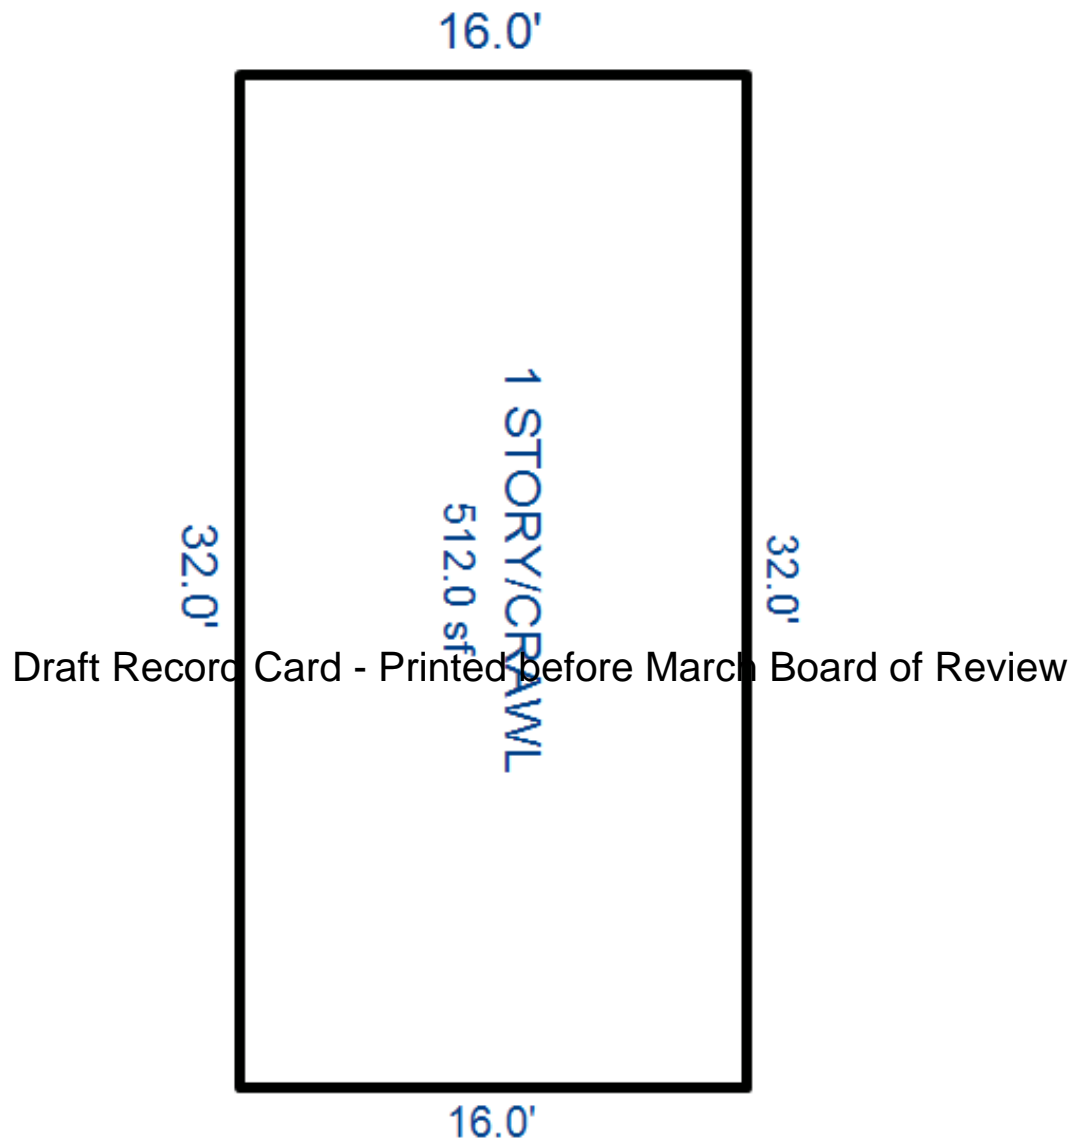 16.0'
1 STORY/CRAWL
512.0 sf
32.0'
32.0'
Draft Record Card - Printed before March Board of Review
16.0'